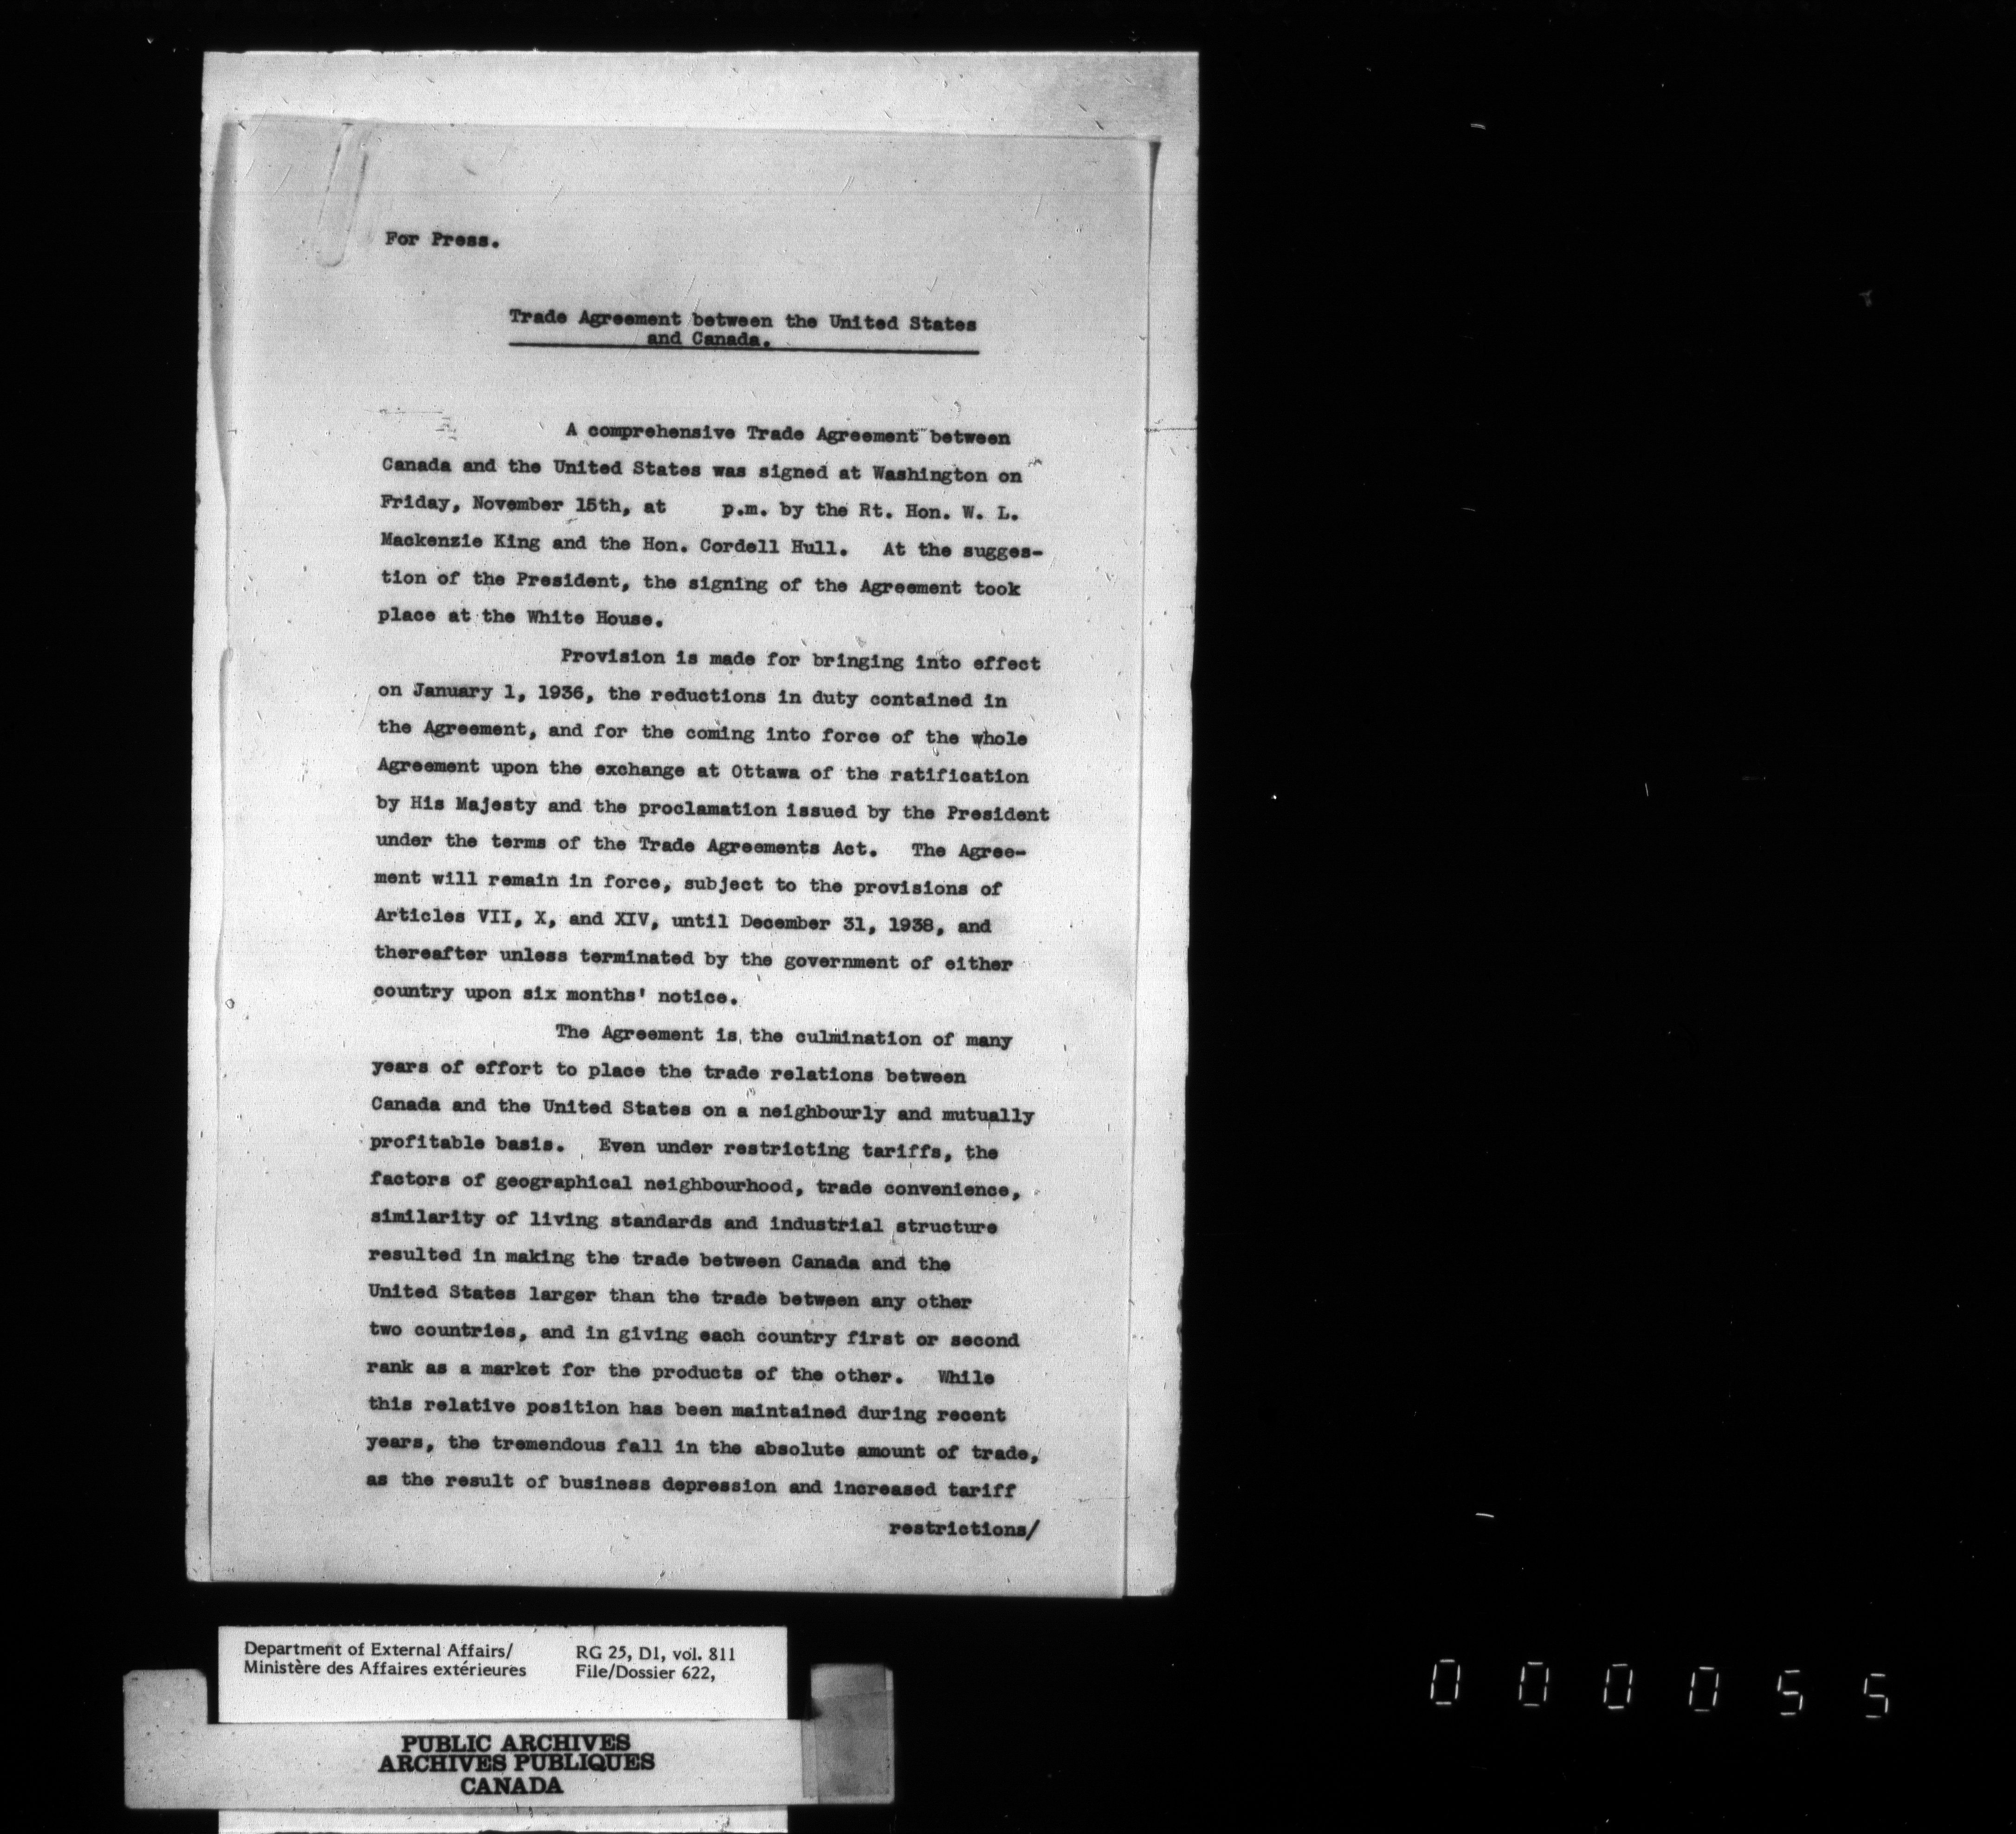 For Press.
Trade Agreement between the United States
and Canada.
A comprehensive Trade Agreement between
Canada and the United States was signed at Washington on
Friday, November 15th, at p.m. by the Rt. Hon. W. L.
Mackenzie King and the Hon. Cordell Hull. At the sugges-
tion of the President, the signing of the Agreement took
place at the White House.
Provision is made for bringing into effect
on January 1, 1936, the reductions in duty contained in
the Agreement, and for the coming into force of the whole
Agreement upon the exchange at Ottawa of the ratification
by His Majesty and the proclamation issued by the President
under the terms of the Trade Agreements Act. The Agree-
ment will remain in force, subject to the provisions of
Articles VII, X, and XIV, until December 31, 1938, and
thereafter unless terminated by the government of either
country upon six months' notice.
The Agreement is the culmination of many
years of effort to place the trade relations between
Canada and the United States on a neighbourly and mutually
profitable basis. Even under restricting tariffs, the
factors of geographical neighbourhood, trade convenience,
similarity of living standards and industrial structure
resulted in making the trade between Canada and the
United States larger than the trade between any other
two countries, and in giving each country first or second
rank as a market for the products of the other. While
this relative position has been maintained during recent
years, the tremendous fall in the absolute amount of trade,
as the result of business depression and increased tariff
restrictions/
Department of External Affairs/ RG 25, D1, vol. 811
Ministère des Affaires extérieures File/Dossier 622,
PUBLIC ARCHIVES
ARCHIVES PUBLIQUES
CANADA
000055